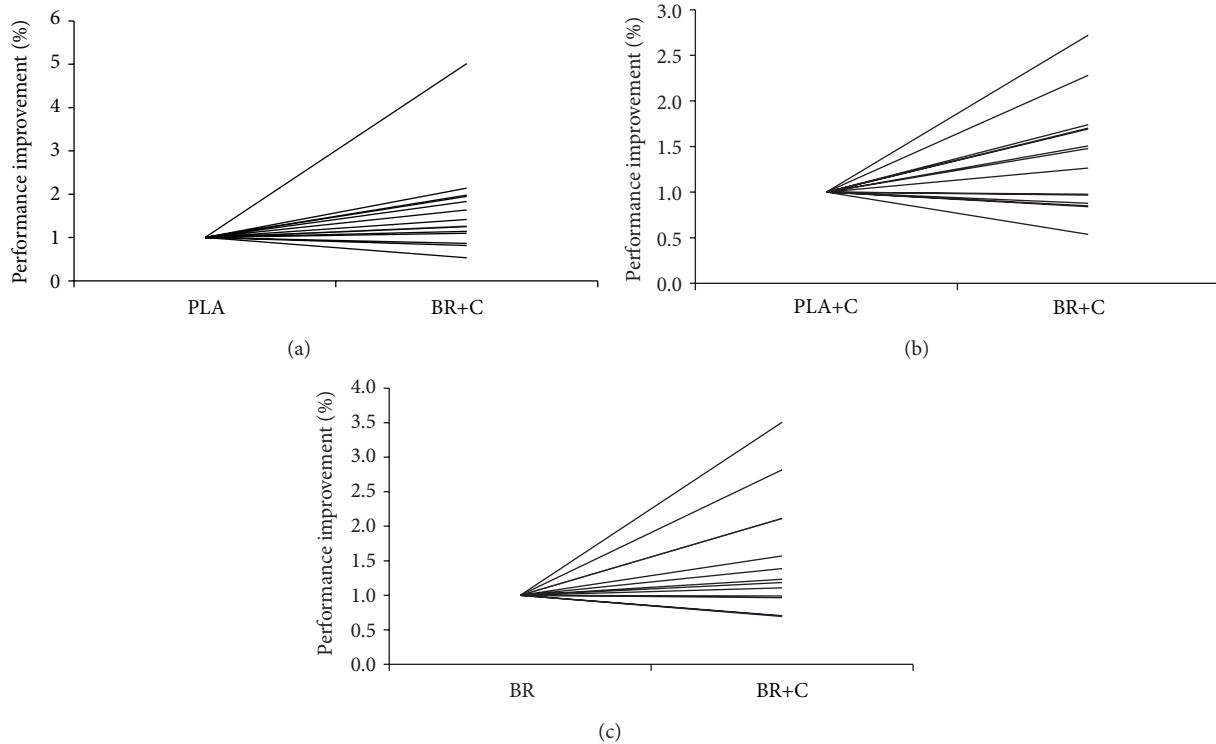 Performance improvement (%)
6
5
4
3
2
1
0
PLA
BR+C
(a)
Performance improvement (%)
3.0
2.5
2.0
1.5
1.0
0.5
0.0
PLA+C
BR+C
(b)
Performance improvement (%)
4.0
3.5
3.0
2.5
2.0
1.5
1.0
0.5
0.0
BR
BR+C
(c)